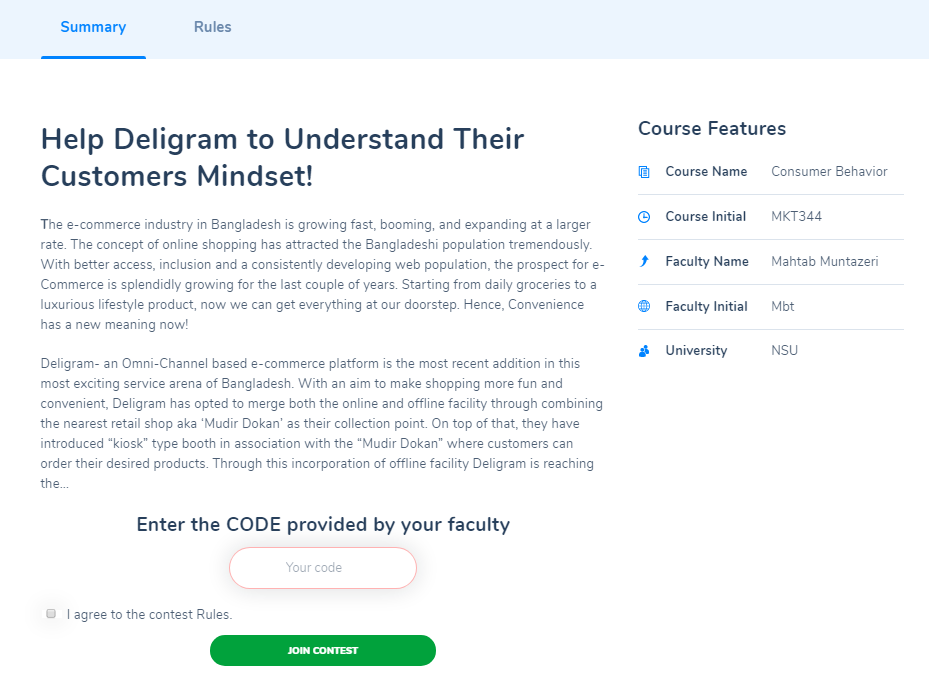 Summary
Rules
Help Deligram to Understand Their
Customers Mindset!
The e-commerce industry in Bangladesh is growing fast, booming, and expanding at a larger
rate. The concept of online shopping has attracted the Bangladeshi population tremendously.
With better access, inclusion and a consistently developing web population, the prospect for e-
Commerce is splendidly growing for the last couple of years. Starting from daily groceries to a
luxurious lifestyle product, now we can get everything at our doorstep. Hence, Convenience
has a new meaning now!
Deligram- an Omni-Channel based e-commerce platform is the most recent addition in this
most exciting service arena of Bangladesh. With an aim to make shopping more fun and
convenient, Deligram has opted to merge both the online and offline facility through combining
the nearest retail shop aka ‘Mudir Dokan’ as their collection point. On top of that, they have
introduced “kiosk” type booth in association with the “Mudir Dokan” where customers can
order their desired products. Through this incorporation of offline facility Deligram is reaching
the...
Enter the CODE provided by your faculty
Your code
I agree to the contest Rules.
JOIN CONTEST
Course Features
Course Name Consumer Behavior
Course Initial MKT344
Faculty Name Mahtab Muntazeri
Faculty Initial Mbt
University NSU